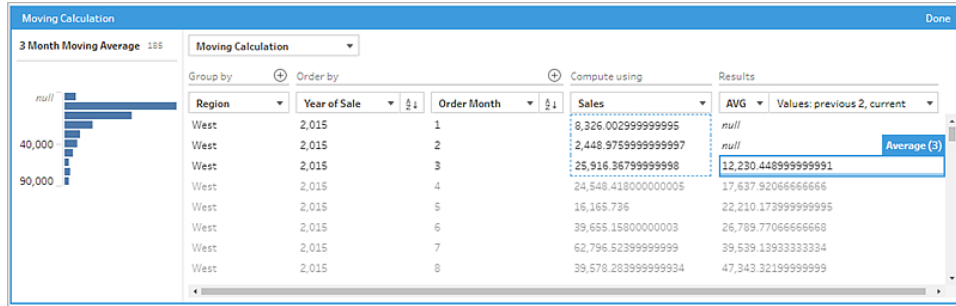 Moving Calculation Done
3 Month Moving Average 185 Moving Calculation
Group by Order by Compute using Results
null Region Year of Sale Order Month Sales AVG Values: previous 2, current
West 2,015 1 8,326.002999999995 null
40,000 West 2,015 2 2,448.9759999999997 null Average (3)
West 2,015 3 25,916.36799999998 12,230.448999999991
90,000 West 2,015 4 24,548.418000000005 17,637.92066666666
West 2,015 5 16,165.736 22,210.173999999995
West 2,015 6 39,655.15800000003 26,789.77066666668
West 2,015 7 62,796.52399999999 39,539.13933333334
West 2,015 8 39,578.283999999934 47,343.32199999999